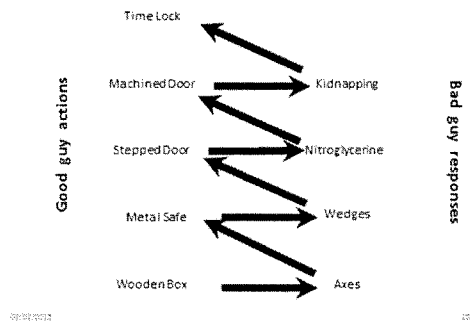 Time Lock
Machined Door
Kidnapping
Good guy actions
Stepped Door
Nitroglycerine
Bad guy responses
Metal Safe
Wedges
Wooden Box
Axes